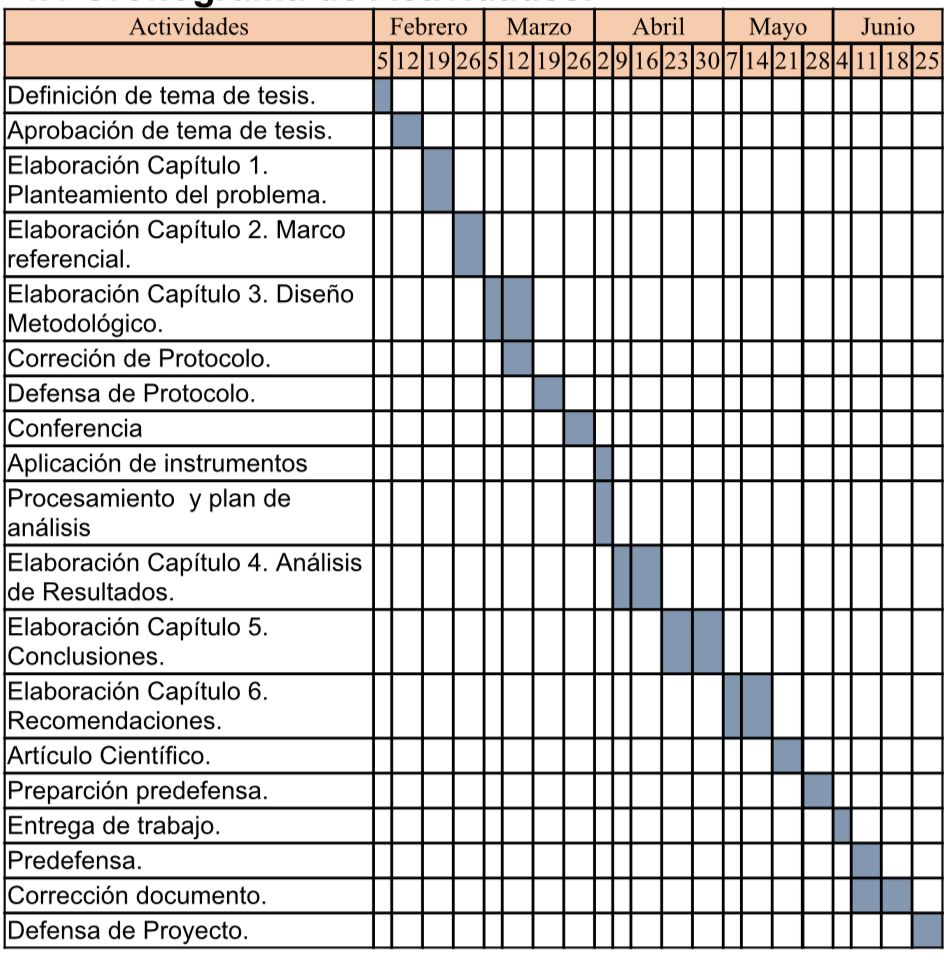 Actividades Febrero Marzo Abril Mayo Junio
5 12 19 26 5 12 19 26 2 9 16 23 30 7 14 21 28 4 11 18 25
Definición de tema de tesis.
Aprobación de tema de tesis.
Elaboración Capítulo 1.
Planteamiento del problema.
Elaboración Capítulo 2. Marco
referencial.
Elaboración Capítulo 3. Diseño
Metodológico.
Correción de Protocolo.
Defensa de Protocolo.
Conferencia
Aplicación de instrumentos
Procesamiento y plan de
análisis
Elaboración Capítulo 4. Análisis
de Resultados.
Elaboración Capítulo 5.
Conclusiones.
Elaboración Capítulo 6.
Recomendaciones.
Artículo Científico.
Preparción predefensa.
Entrega de trabajo.
Predefensa.
Corrección documento.
Defensa de Proyecto.